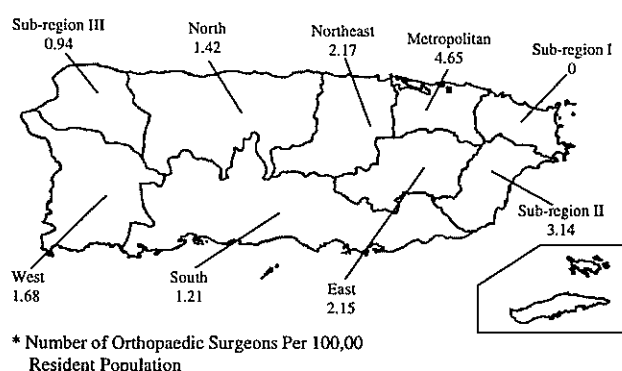 Sub-region III
0.94
North
1.42
Northeast
2.17
Metropolitan
4.65
Sub-region I
0
Sub-region II
3.14
West
1.68
South
1.21
East
2.15
* Number of Orthopaedic Surgeons Per 100,00
Resident Population